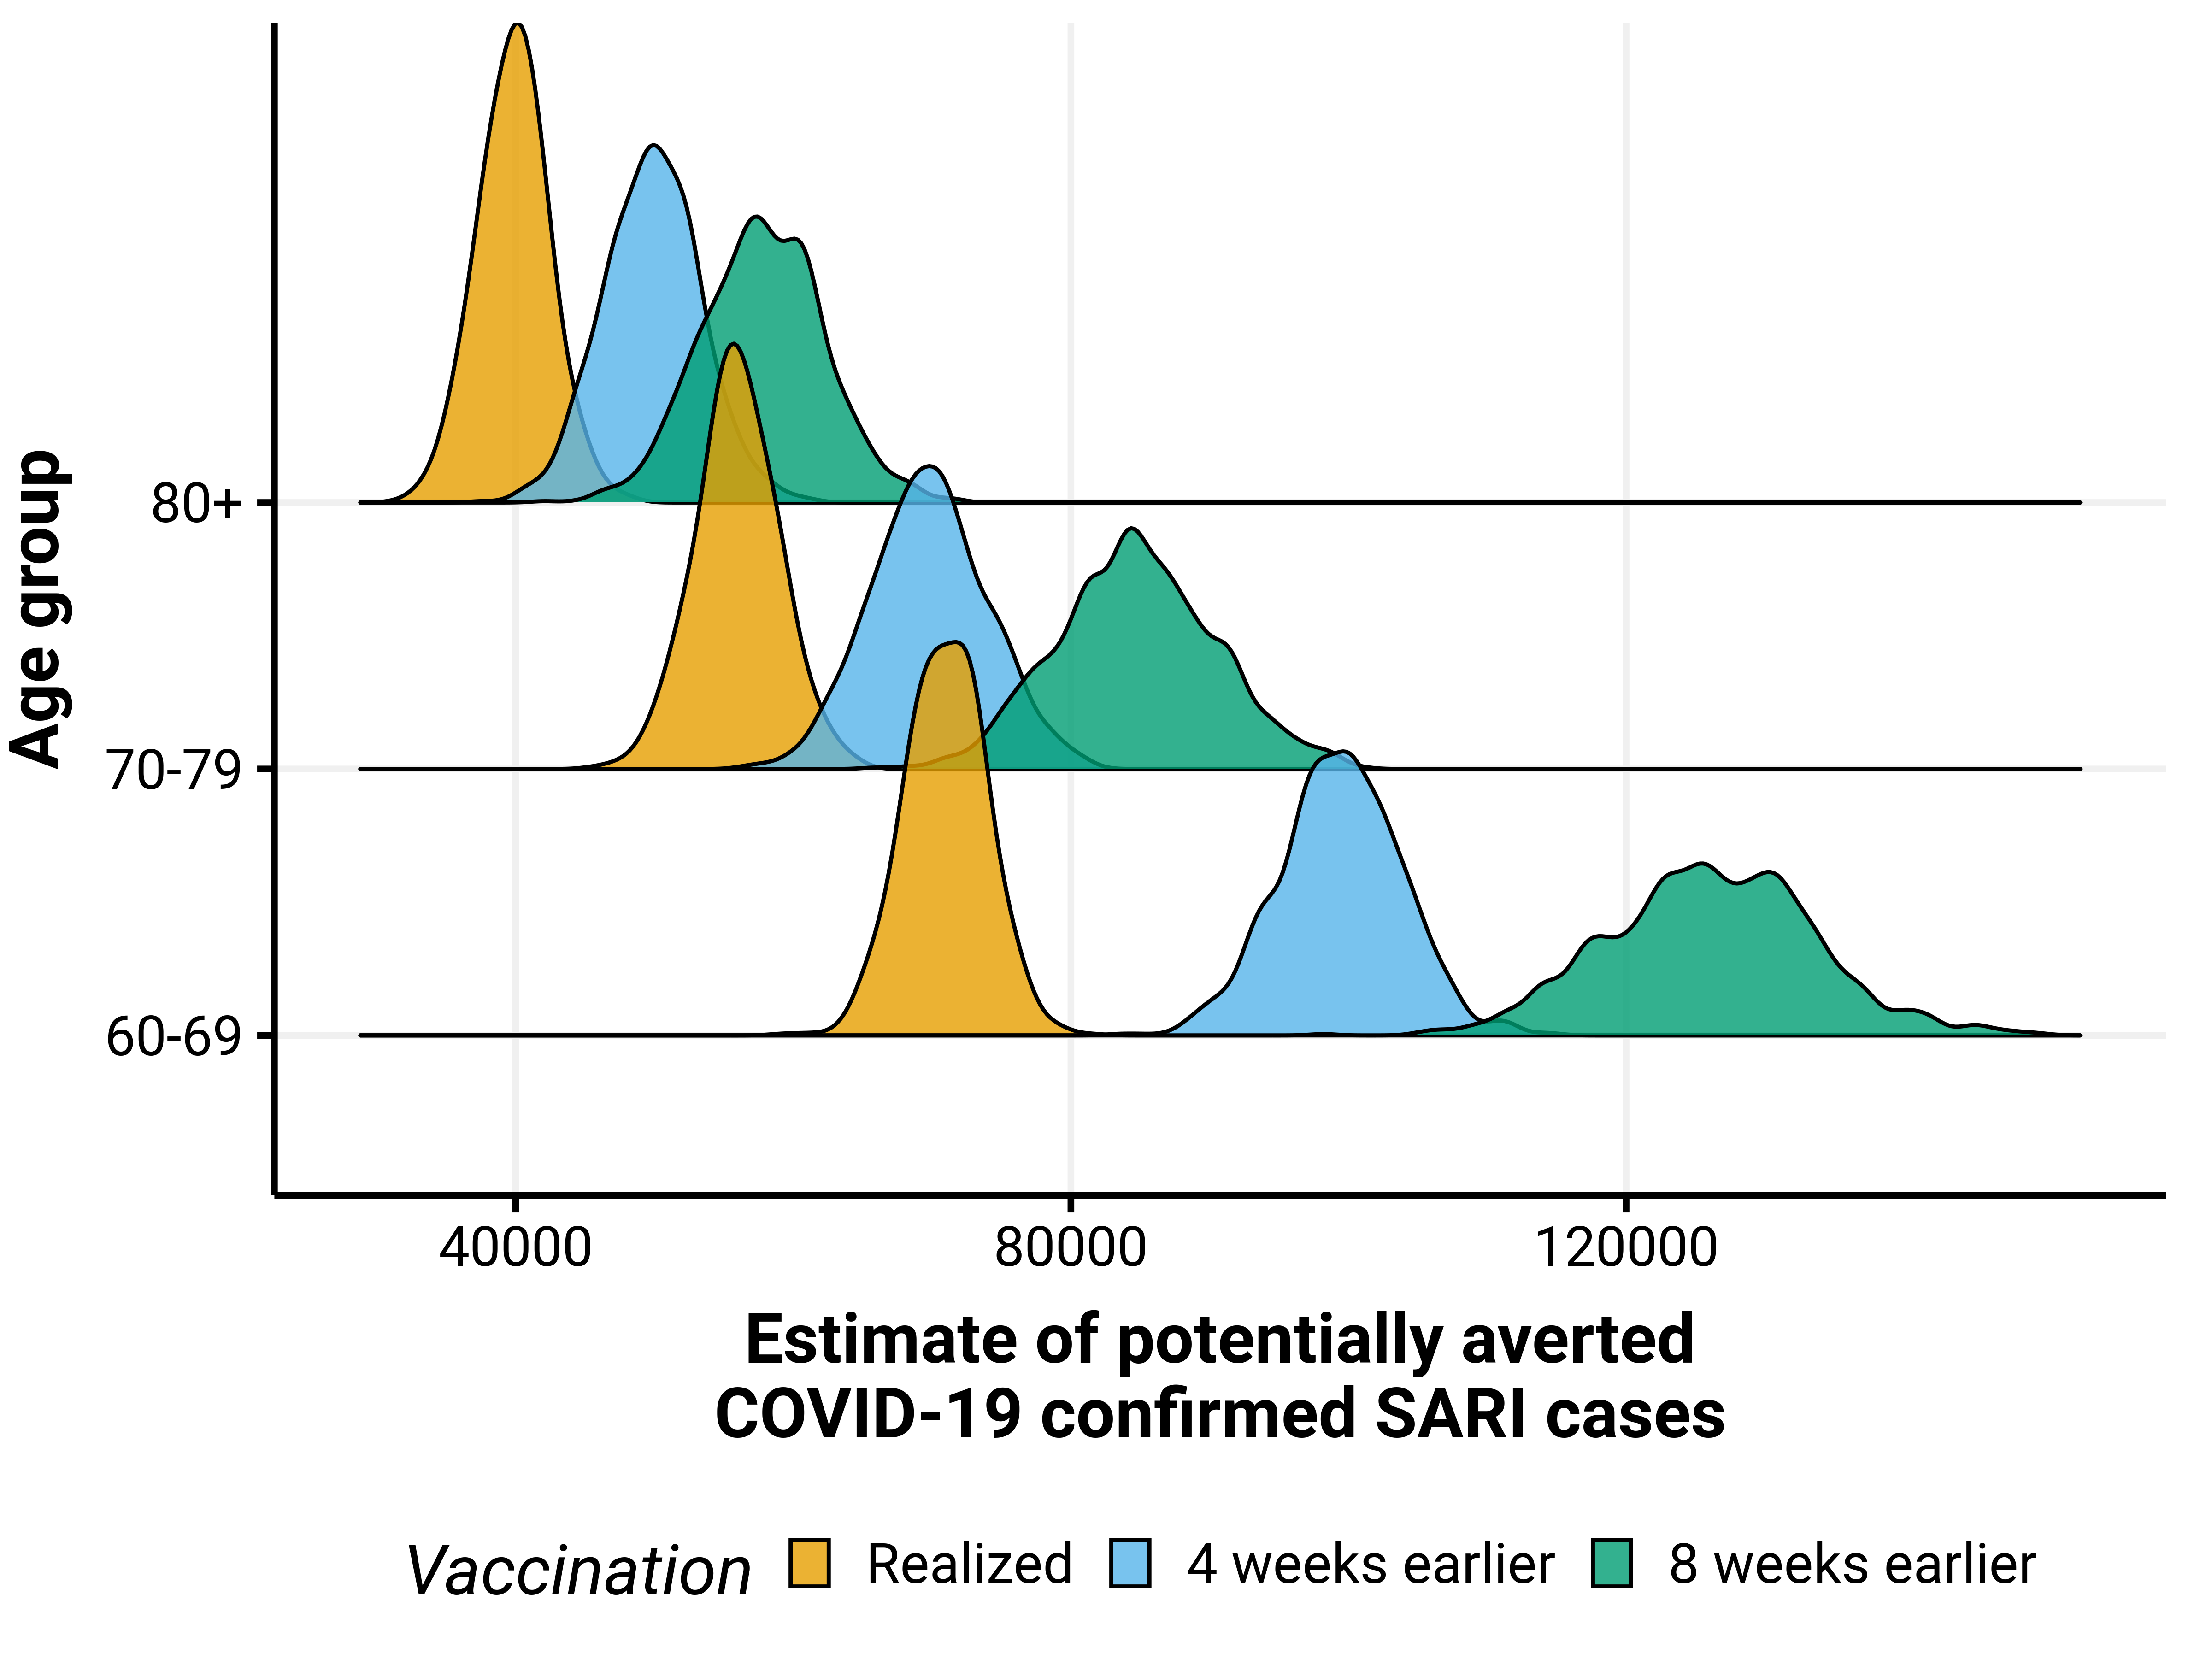 Age group
80+
70-79
60-69
40000 80000 120000
Estimate of potentially averted
COVID-19 confirmed SARI cases
Vaccination Realized 4 weeks earlier 8 weeks earlier